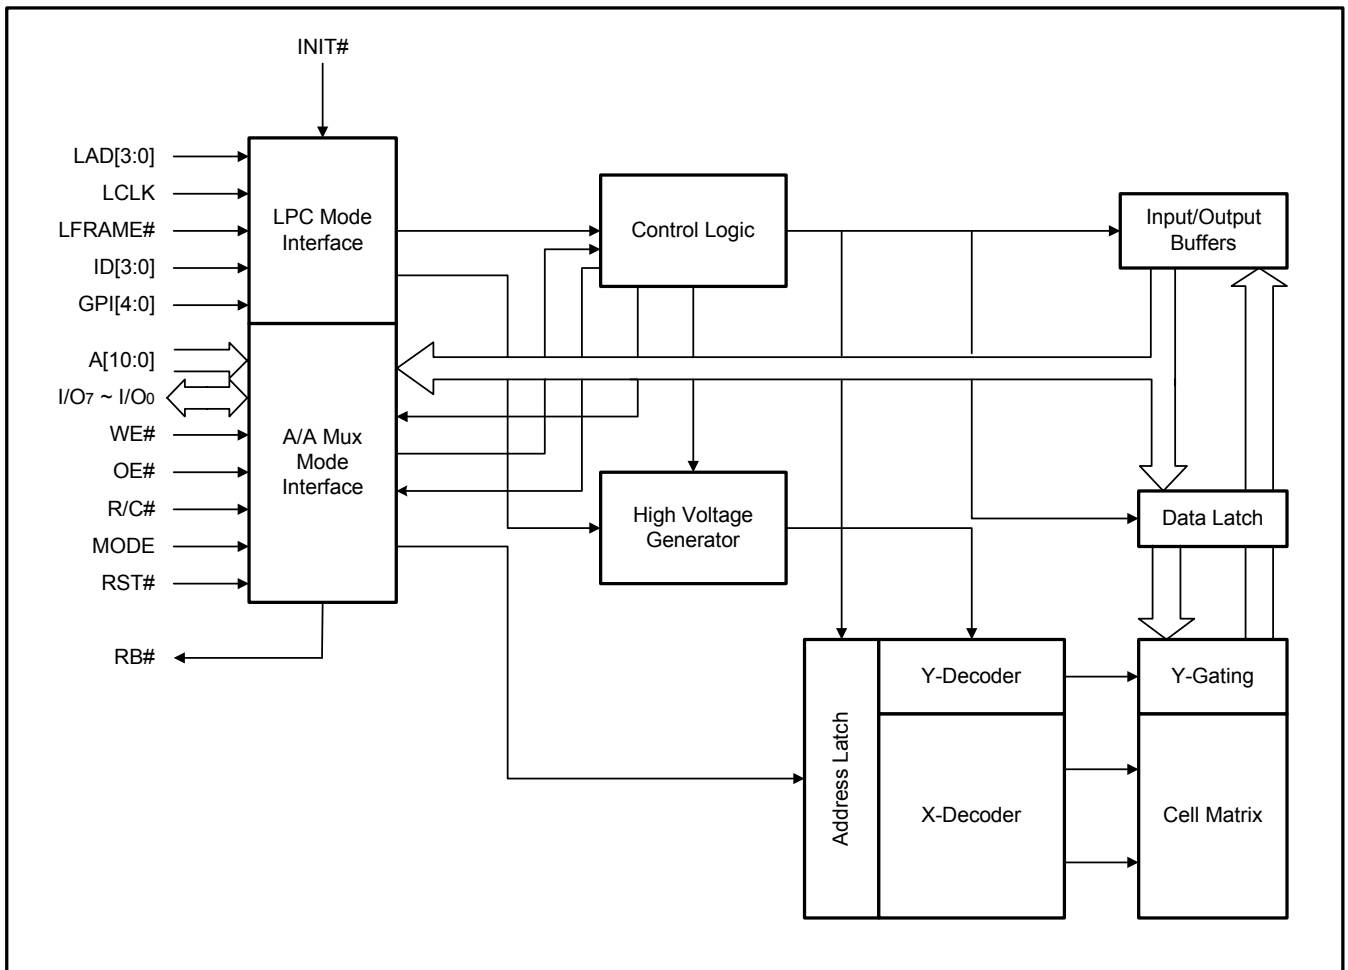 INIT#
LAD[3:0]
LCLK
LFRAME#
ID[3:0]
GPI[4:0]
A[10:0]
I/O7 ~ I/O0
WE#
OE#
R/C#
MODE
RST#
RB#
LPC Mode
Interface
A/A Mux
Mode
Interface
Control Logic
High Voltage
Generator
Input/Output
Buffers
Data Latch
Address Latch
Y-Decoder
X-Decoder
Y-Gating
Cell Matrix